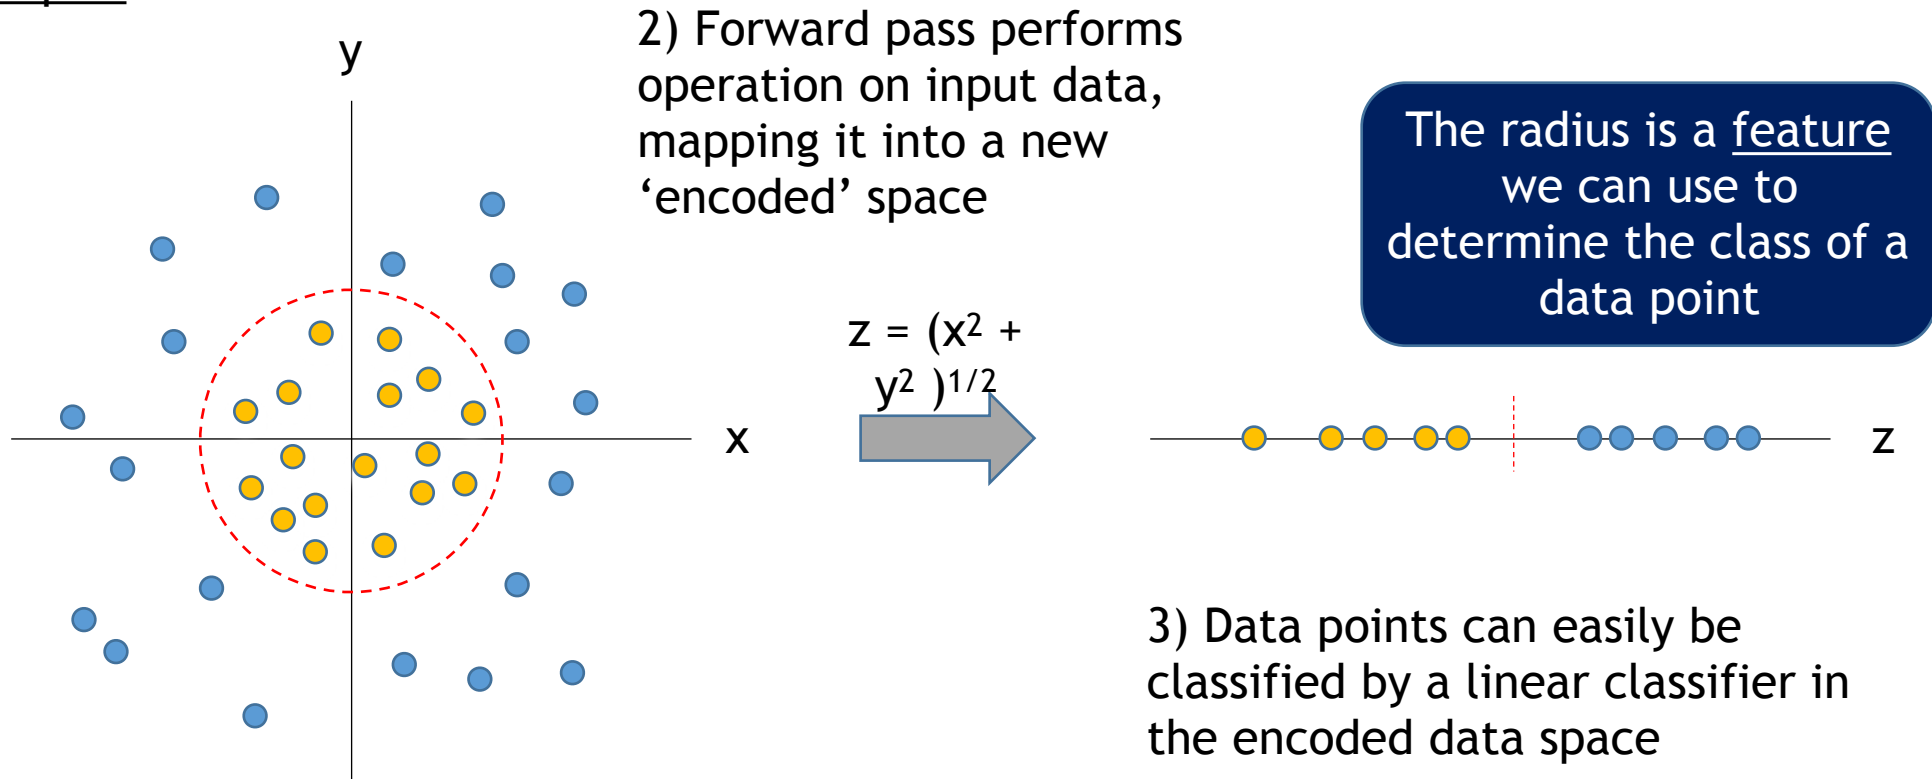 y
2) Forward pass performs
operation on input data,
mapping it into a new
‘encoded’ space
The radius is a feature
we can use to
determine the class of a
data point
z = (x² +
y² )¹/²
x
z
3) Data points can easily be
classified by a linear classifier in
the encoded data space